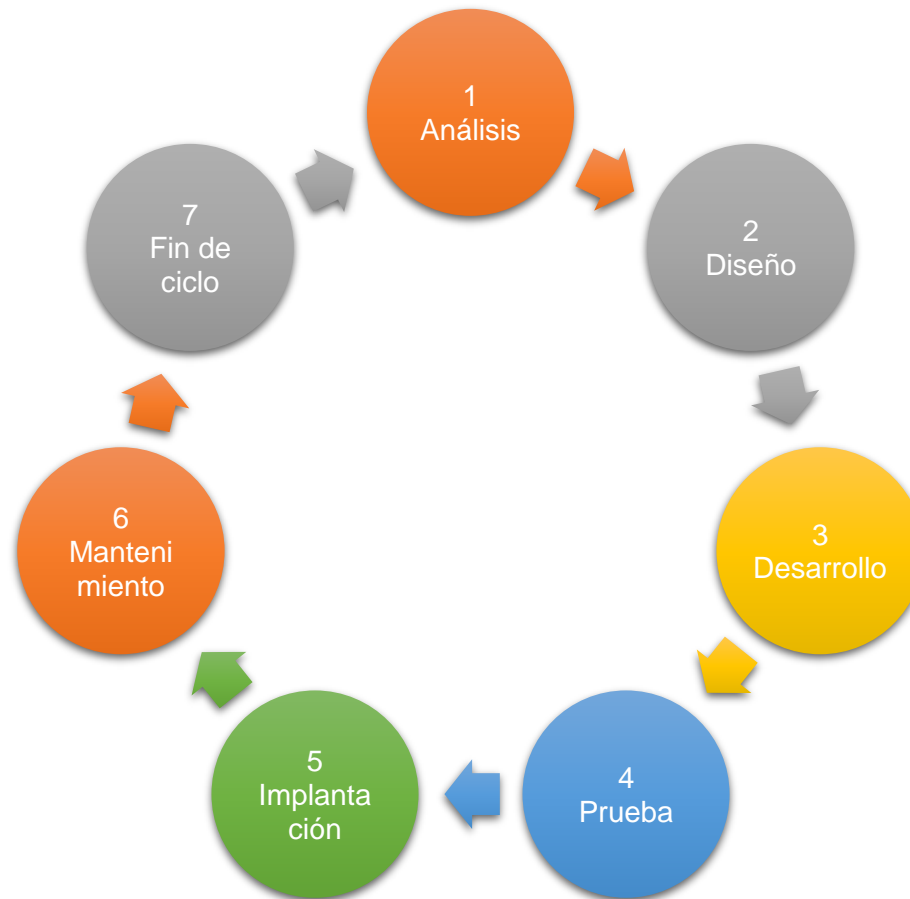 1
Análisis
2
Diseño
3
Desarrollo
4
Prueba
5
Implanta
ción
6
Manteni
miento
7
Fin de
ciclo